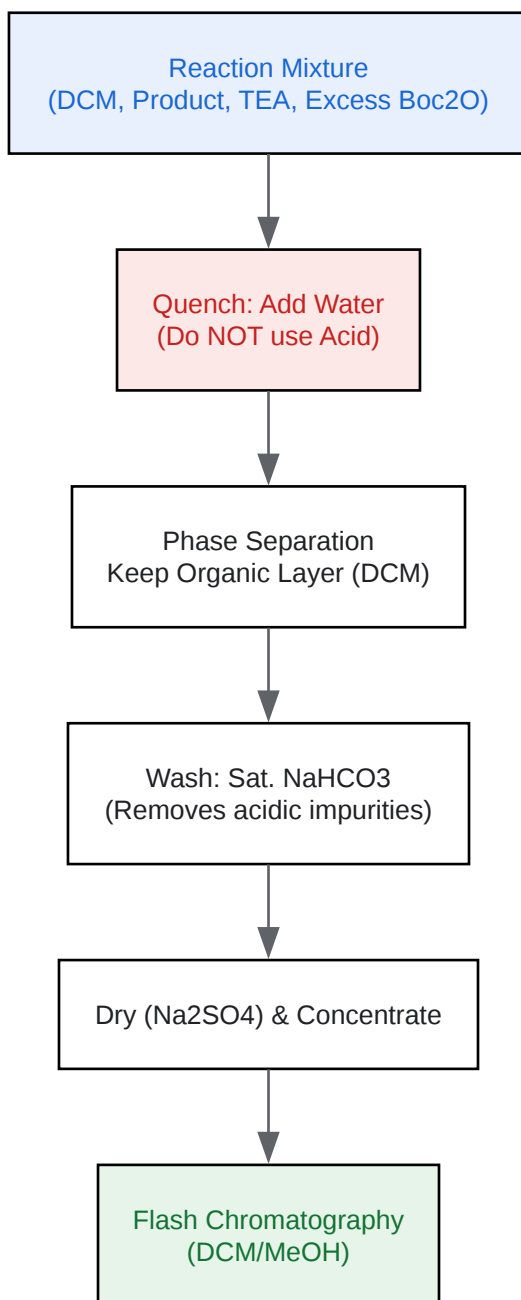 Reaction Mixture
(DCM, Product, TEA, Excess Boc2O)
Quench: Add Water
(Do NOT use Acid)
Phase Separation
Keep Organic Layer (DCM)
Wash: Sat. NaHCO3
(Removes acidic impurities)
Dry (Na2SO4) & Concentrate
Flash Chromatography
(DCM/MeOH)